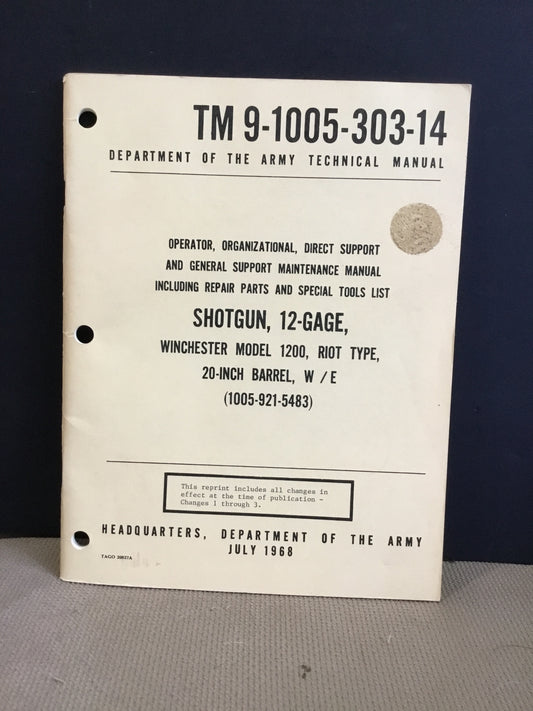 TM 9-1005-303-14
DEPARTMENT OF THE ARMY TECHNICAL MANUAL
OPERATOR, ORGANIZATIONAL, DIRECT SUPPORT
AND GENERAL SUPPORT MAINTENANCE MANUAL
INCLUDING REPAIR PARTS AND SPECIAL TOOLS LIST
SHOTGUN, 12-GAGE,
WINCHESTER MODEL 1200, RIOT TYPE,
20-INCH BARREL, W/E
(1005-921-5483)
This reprint includes all changes in
effect at the time of publication -
Changes 1 through 3.
HEADQUARTERS, DEPARTMENT OF THE ARMY
JULY 1968